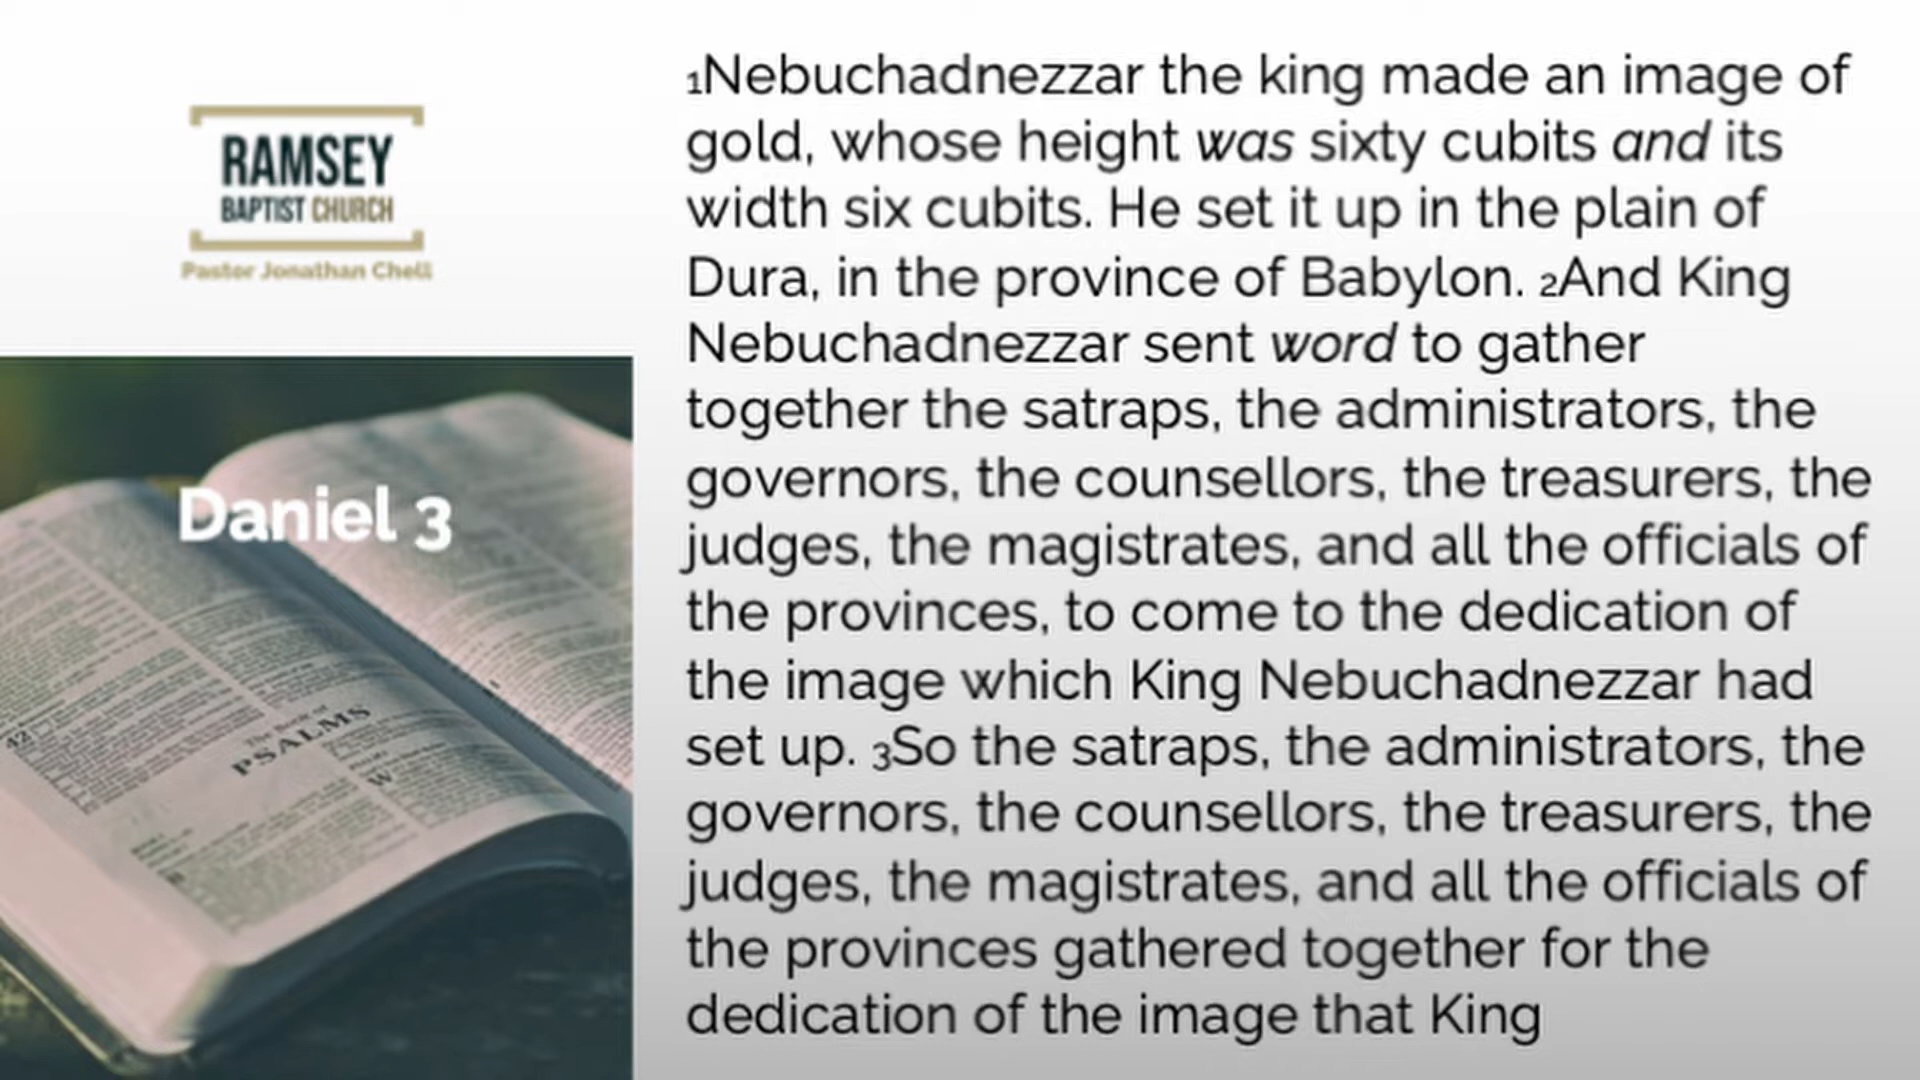 RAMSEY
BAPTIST CHURCH
Pastor Jonathan Chell
Daniel 3
42
The Book of
PSALMS
1Nebuchadnezzar the king made an image of
gold, whose height was sixty cubits and its
width six cubits. He set it up in the plain of
Dura, in the province of Babylon. 2And King
Nebuchadnezzar sent word to gather
together the satraps, the administrators, the
governors, the counsellors, the treasurers, the
judges, the magistrates, and all the officials of
the provinces, to come to the dedication of
the image which King Nebuchadnezzar had
set up. 3So the satraps, the administrators, the
governors, the counsellors, the treasurers, the
judges, the magistrates, and all the officials of
the provinces gathered together for the
dedication of the image that King